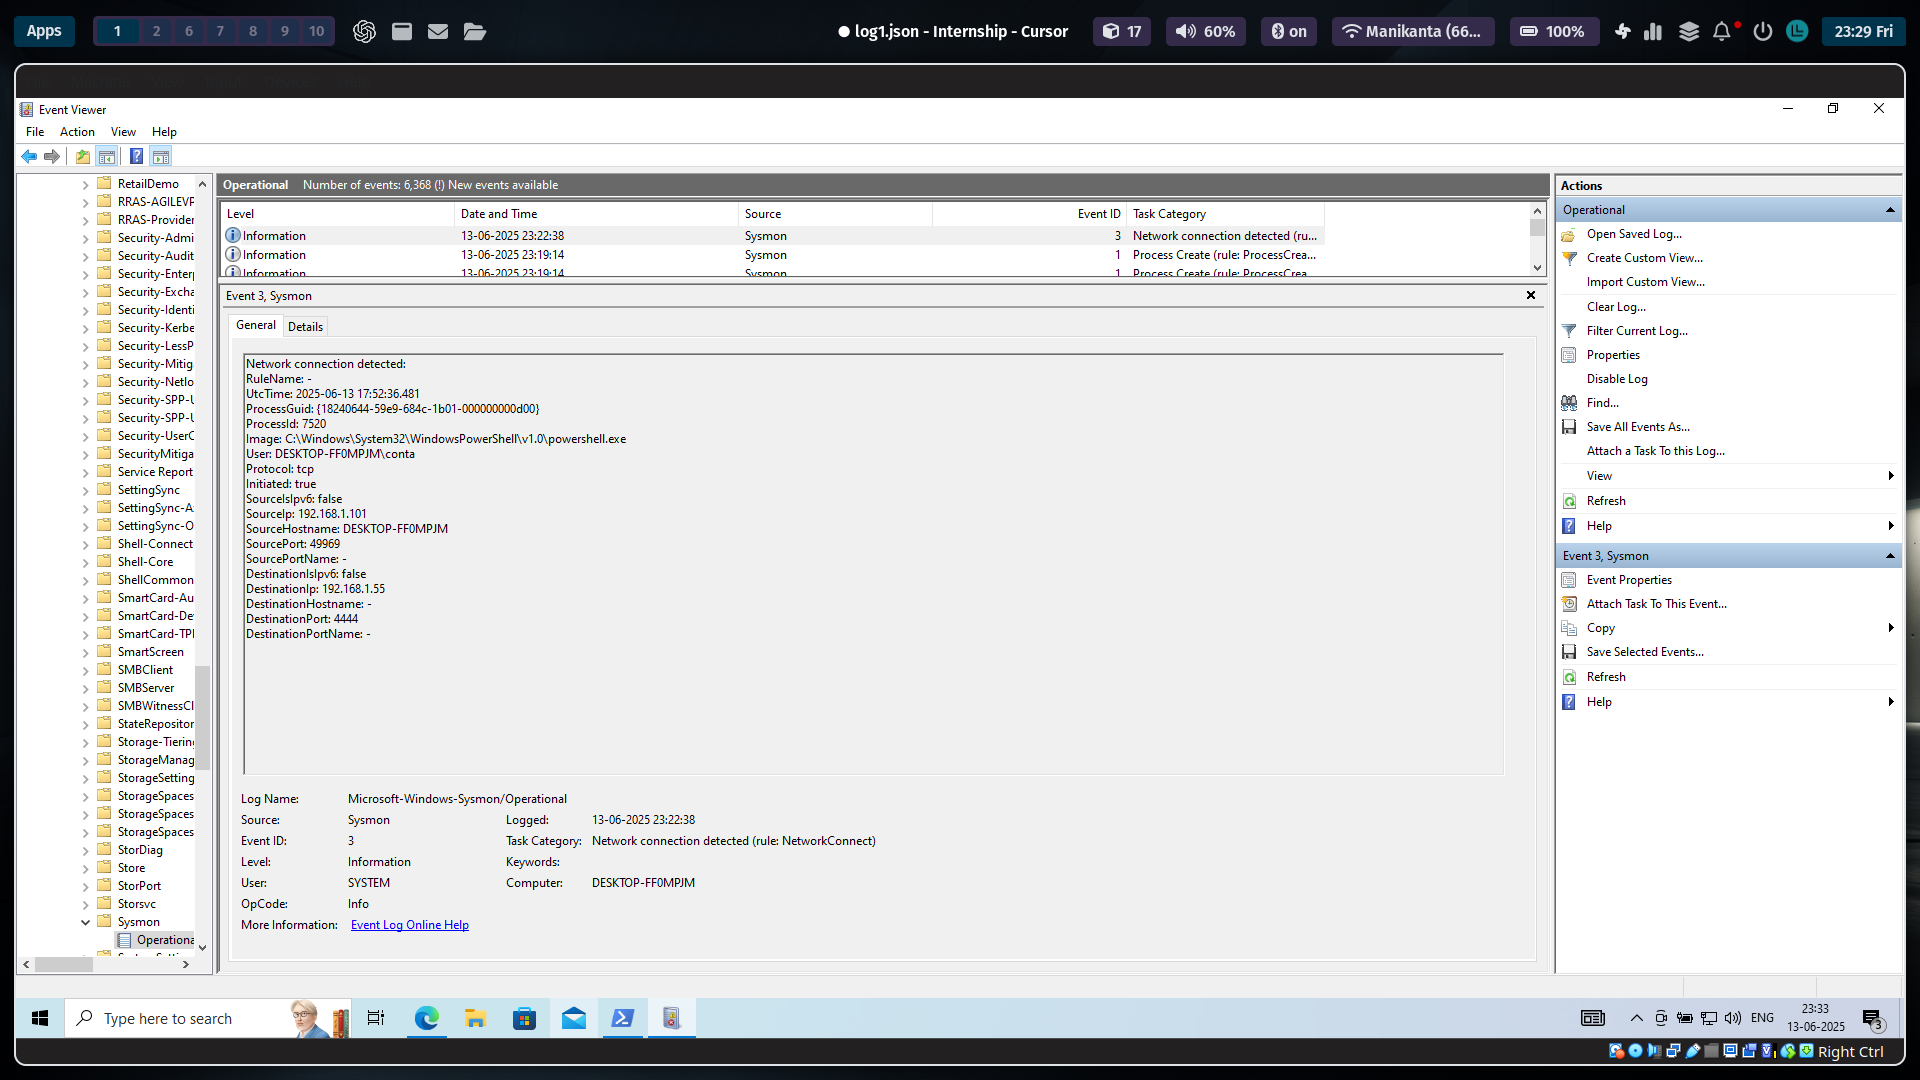 Apps
1 2 6 7 8 9 10
log1.json - Internship - Cursor
17
60%
on
Manikanta (66...
100%
23:29 Fri
Event Viewer
File Action View Help
RetailDemo
RRAS-AGILEVP
RRAS-Provider
Security-Admi
Security-Audit
Security-Enter
Security-Excha
Security-Identi
Security-Kerbe
Security-LessP
Security-Mitig
Security-Netlo
Security-SPP-U
Security-SPP-U
Security-UserC
SecurityMitiga
Service Report
SettingSync
SettingSync-A
SettingSync-O
Shell-Connect
Shell-Core
ShellCommon
SmartCard-Au
SmartCard-De
SmartCard-TPI
SmartScreen
SMBClient
SMBServer
SMBWitnessCl
StateRepositor
Storage-Tiering
StorageManag
StorageSetting
StorageSpaces
StorageSpaces
StorageSpaces
StorDiag
Store
StorPort
Storsvc
Sysmon
Operationa
Operational Number of events: 6,368 (!) New events available
Level Date and Time Source Event ID Task Category
Information 13-06-2025 23:22:38 Sysmon 3 Network connection detected (ru...
Information 13-06-2025 23:19:14 Sysmon 1 Process Create (rule: ProcessCrea...
Information 13-06-2025 23:19:14 Sysmon 1 Process Create (rule: ProcessCrea
Event 3, Sysmon
General Details
Network connection detected:
RuleName: -
UtcTime: 2025-06-13 17:52:36.481
ProcessGuid: {18240644-59e9-684c-1b01-000000000d00}
ProcessId: 7520
Image: C:\Windows\System32\WindowsPowerShell\v1.0\powershell.exe
User: DESKTOP-FF0MPJM\conta
Protocol: tcp
Initiated: true
SourceIsIpv6: false
SourceIp: 192.168.1.101
SourceHostname: DESKTOP-FF0MPJM
SourcePort: 49969
SourcePortName: -
DestinationIsIpv6: false
DestinationIp: 192.168.1.55
DestinationHostname: -
DestinationPort: 4444
DestinationPortName: -
Log Name: Microsoft-Windows-Sysmon/Operational
Source: Sysmon Logged: 13-06-2025 23:22:38
Event ID: 3 Task Category: Network connection detected (rule: NetworkConnect)
Level: Information Keywords:
User: SYSTEM Computer: DESKTOP-FF0MPJM
OpCode: Info
More Information: Event Log Online Help
Actions
Operational
Open Saved Log...
Create Custom View...
Import Custom View...
Clear Log...
Filter Current Log...
Properties
Disable Log
Find...
Save All Events As...
Attach a Task To this Log...
View
Refresh
Help
Event 3, Sysmon
Event Properties
Attach Task To This Event...
Copy
Save Selected Events...
Refresh
Help
Type here to search
ENG
23:33
13-06-2025
3
Right Ctrl